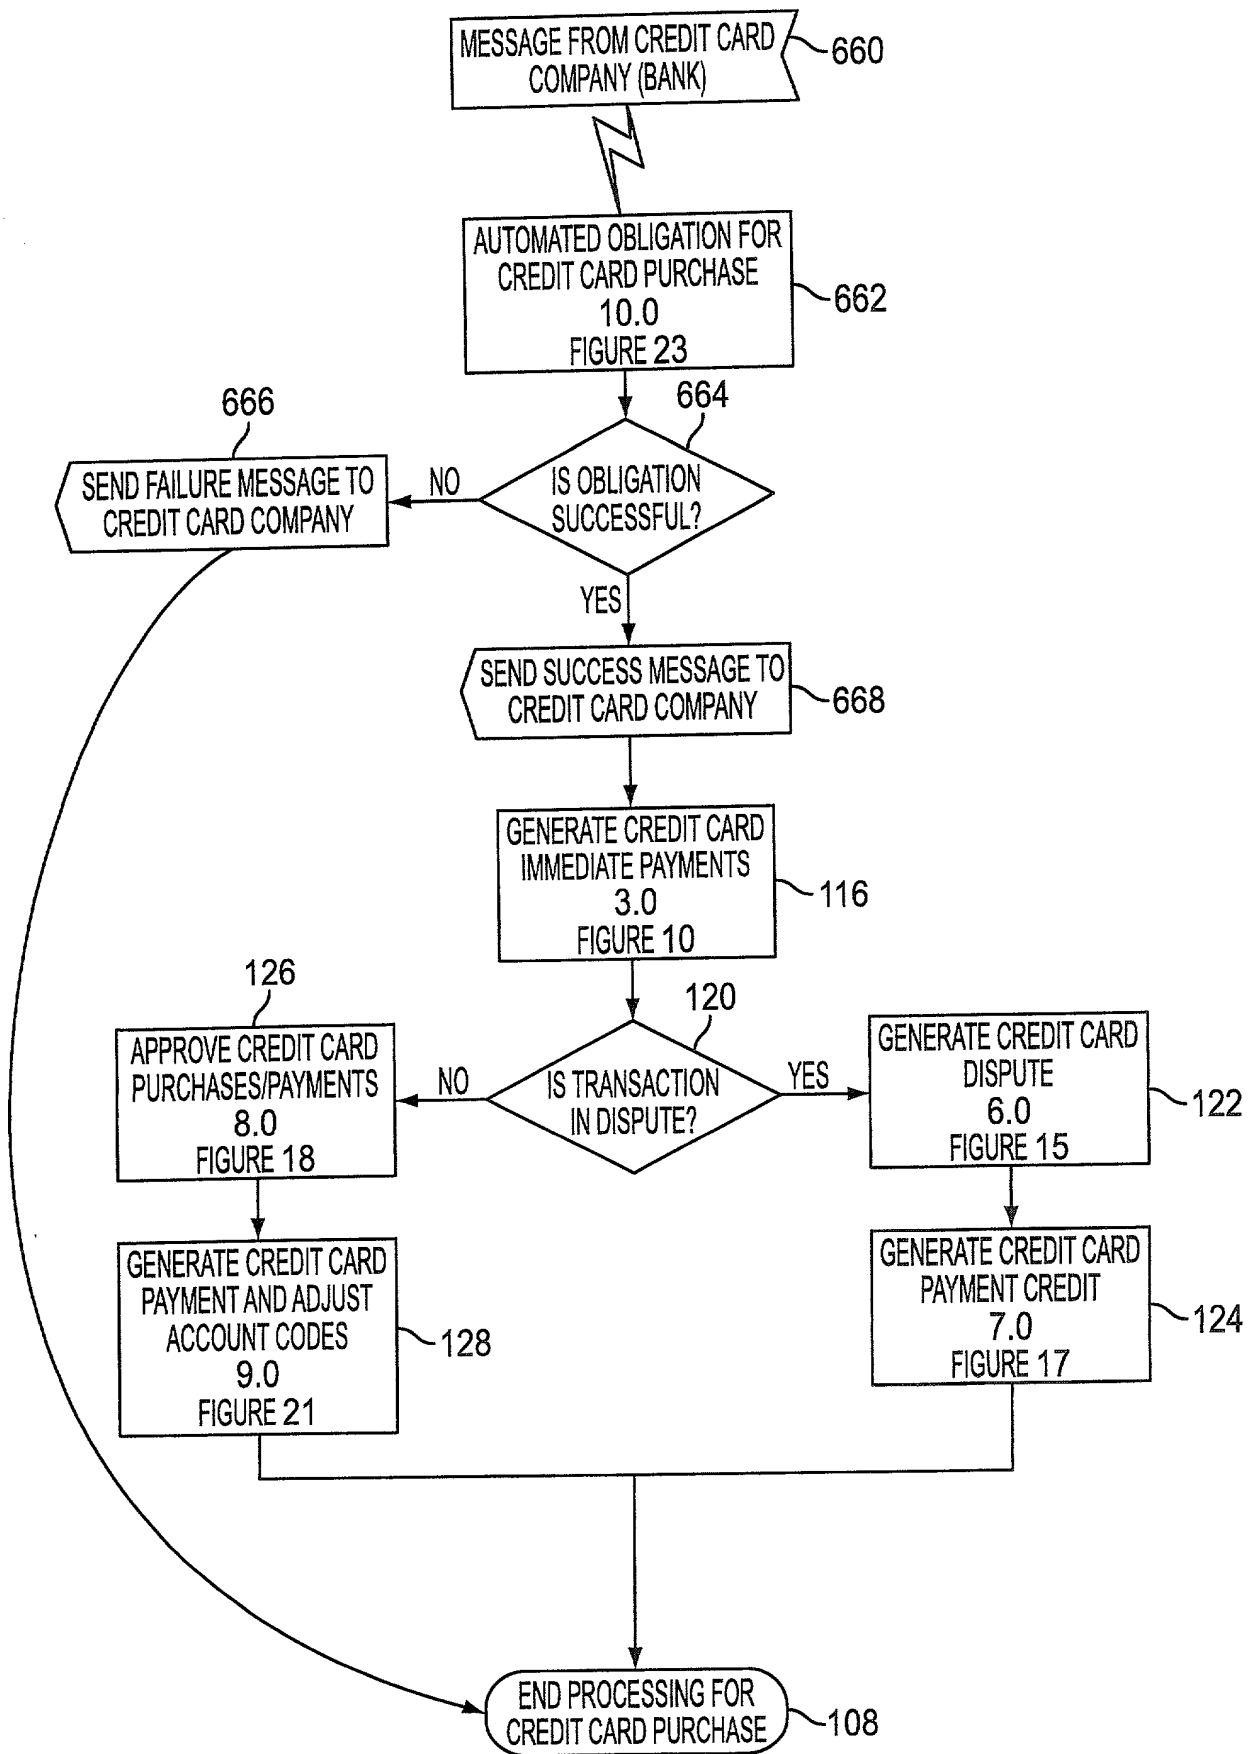 MESSAGE FROM CREDIT CARD
COMPANY (BANK)
660
AUTOMATED OBLIGATION FOR
CREDIT CARD PURCHASE
10.0
FIGURE 23
662
664
IS OBLIGATION
SUCCESSFUL?
NO
666
SEND FAILURE MESSAGE TO
CREDIT CARD COMPANY
YES
SEND SUCCESS MESSAGE TO
CREDIT CARD COMPANY
668
GENERATE CREDIT CARD
IMMEDIATE PAYMENTS
3.0
FIGURE 10
116
120
IS TRANSACTION
IN DISPUTE?
NO
YES
126
APPROVE CREDIT CARD
PURCHASES/PAYMENTS
8.0
FIGURE 18
GENERATE CREDIT CARD
DISPUTE
6.0
FIGURE 15
122
GENERATE CREDIT CARD
PAYMENT AND ADJUST
ACCOUNT CODES
9.0
FIGURE 21
128
GENERATE CREDIT CARD
PAYMENT CREDIT
7.0
FIGURE 17
124
END PROCESSING FOR
CREDIT CARD PURCHASE
108